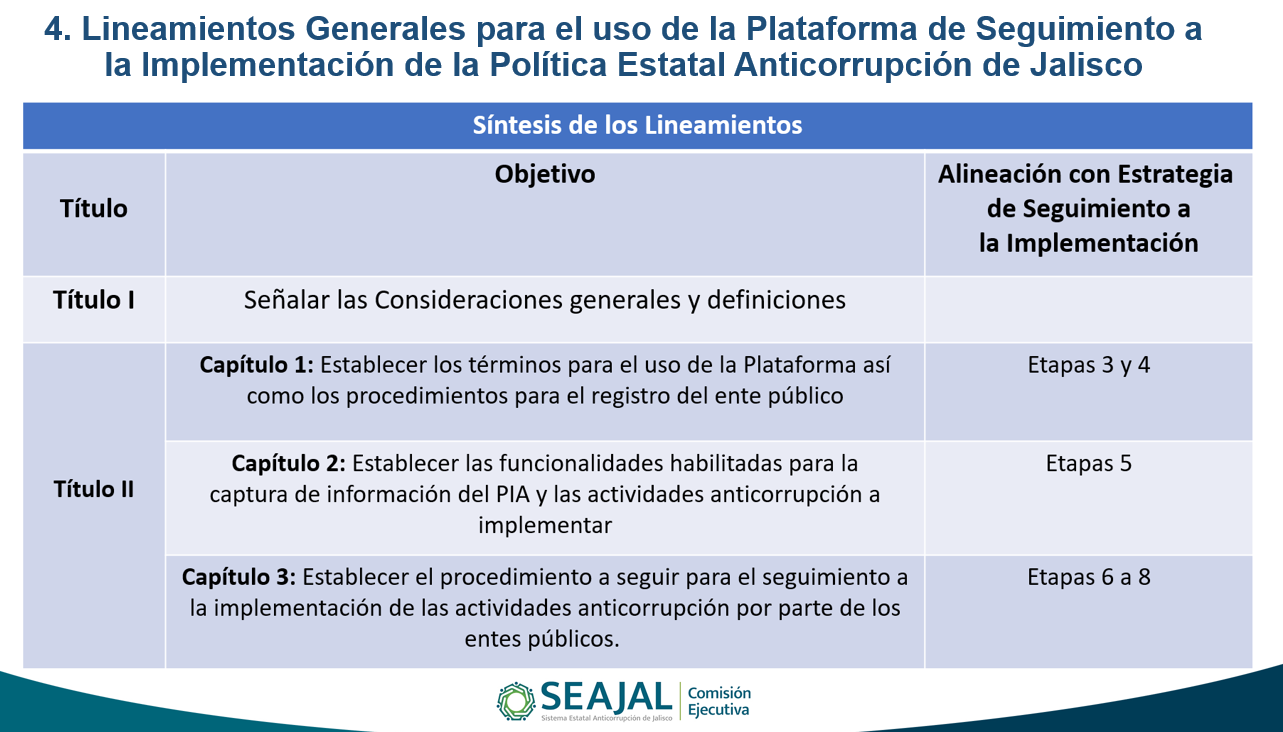 4. Lineamientos Generales para el uso de la Plataforma de Seguimiento a
la Implementación de la Política Estatal Anticorrupción de Jalisco
Síntesis de los Lineamientos
Título
Objetivo
Alineación con Estrategia
de Seguimiento a
la Implementación
Título I
Señalar las Consideraciones generales y definiciones
Título II
Capítulo 1: Establecer los términos para el uso de la Plataforma así
como los procedimientos para el registro del ente público
Etapas 3 y 4
Capítulo 2: Establecer las funcionalidades habilitadas para la
captura de información del PIA y las actividades anticorrupción a
implementar
Etapas 5
Capítulo 3: Establecer el procedimiento a seguir para el seguimiento a
la implementación de las actividades anticorrupción por parte de los
entes públicos.
Etapas 6 a 8
SEAJAL
Sistema Estatal Anticorrupción de Jalisco
Comisión
Ejecutiva